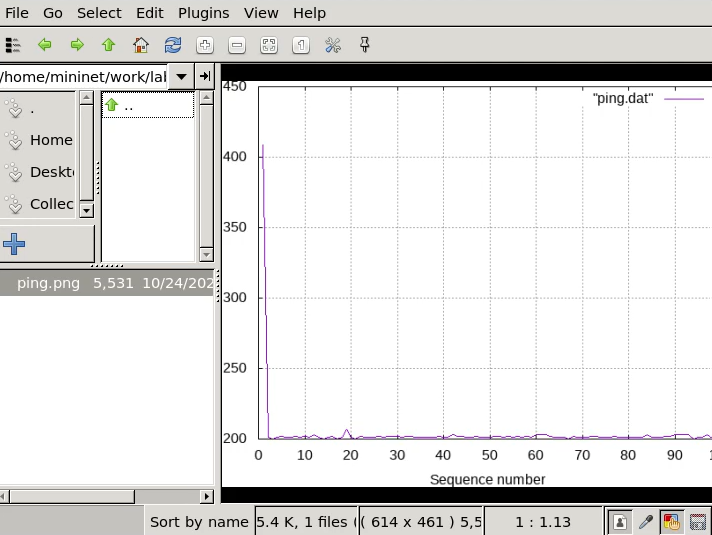 File Go Select Edit Plugins View Help
/home/mininet/work/lal
.
Home
Deskt
Collec
..
ping.png 5,531 10/24/202
450
"ping.dat"
400
350
300
250
200
0 10 20 30 40 50 60 70 80 90 1
Sequence number
Sort by name 5.4 K, 1 files ( ( 614 x 461 ) 5,5 1 : 1.13